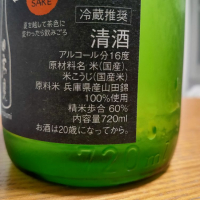 SAKE
冷蔵推奨
清酒
アルコール分16度
原材料名 米(国産)、
米こうじ(国産米)
原料米 兵庫県産山田錦
100%使用
精米歩合 60%
内容量720ml
お酒は20歳になってから。